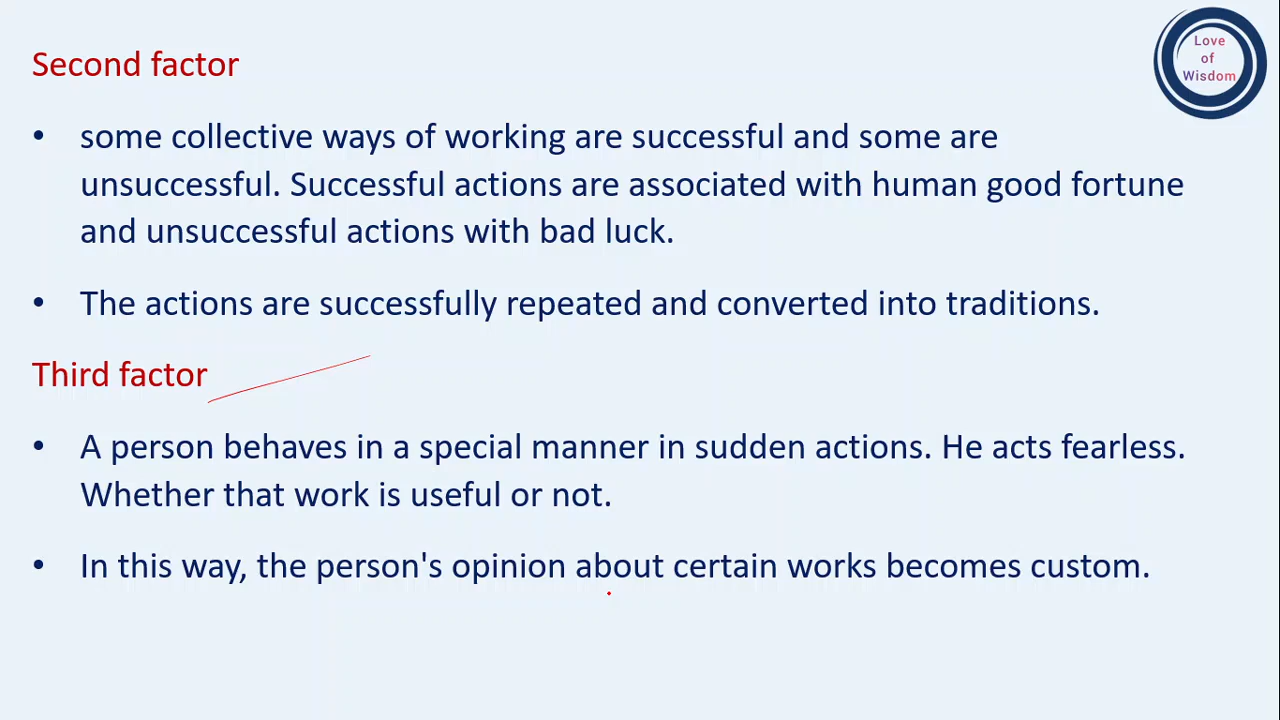 Love
of
Wisdom
Second factor
• some collective ways of working are successful and some are
unsuccessful. Successful actions are associated with human good fortune
and unsuccessful actions with bad luck.
• The actions are successfully repeated and converted into traditions.
Third factor
• A person behaves in a special manner in sudden actions. He acts fearless.
Whether that work is useful or not.
• In this way, the person's opinion about certain works becomes custom.